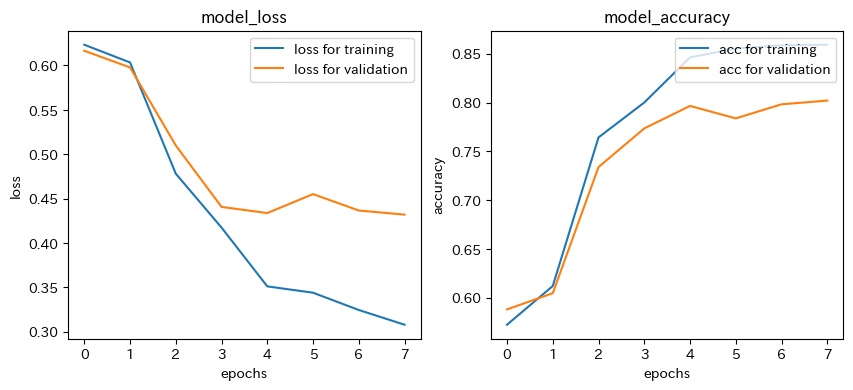 model_loss
loss for training
loss for validation
0.60
0.55
0.50
0.45
0.40
0.35
0.30
loss
0 1 2 3 4 5 6 7
epochs
model_accuracy
acc for training
acc for validation
0.85
0.80
0.75
0.70
0.65
0.60
accuracy
0 1 2 3 4 5 6 7
epochs